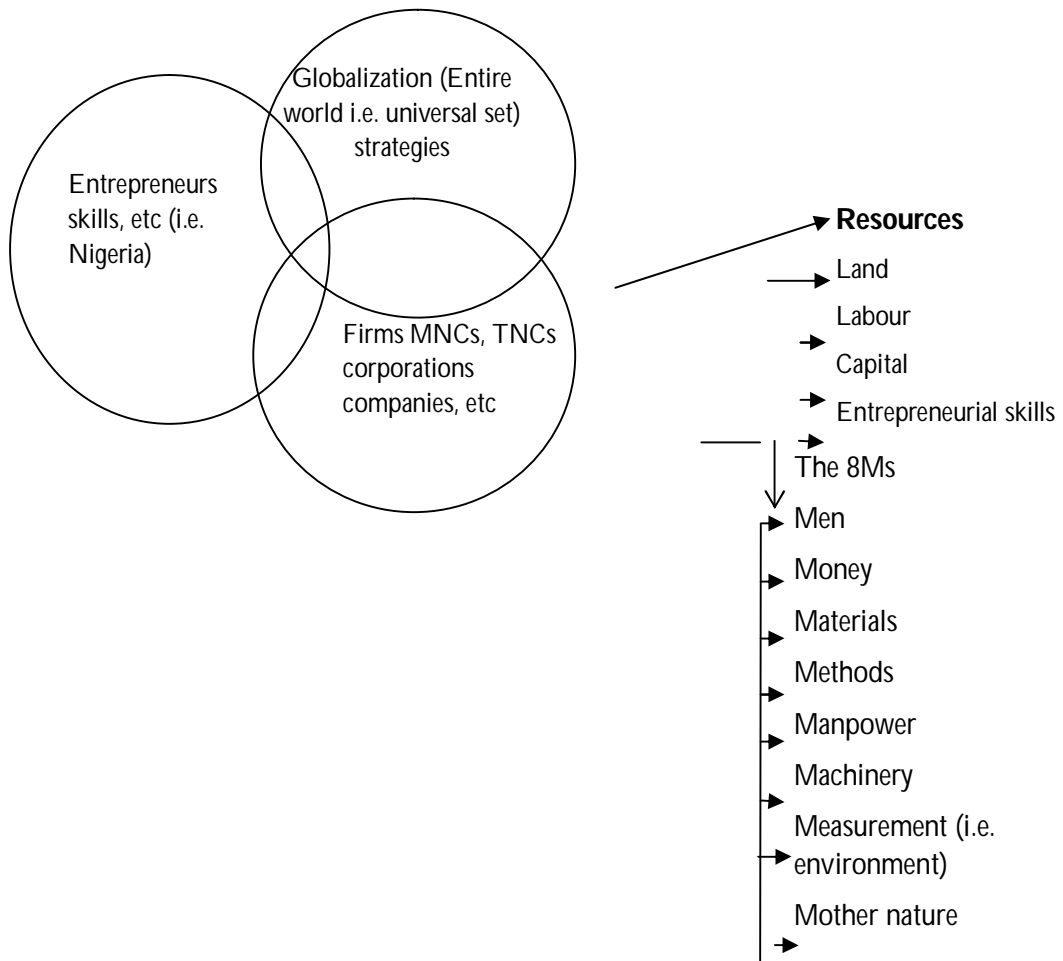 Globalization (Entire
world i.e. universal set)
strategies
Entrepreneurs
skills, etc (i.e.
Nigeria)
Firms MNCs, TNCs
corporations
companies, etc
Resources
Land
Labour
Capital
Entrepreneurial skills
The 8Ms
Men
Money
Materials
Methods
Manpower
Machinery
Measurement (i.e.
environment)
Mother nature